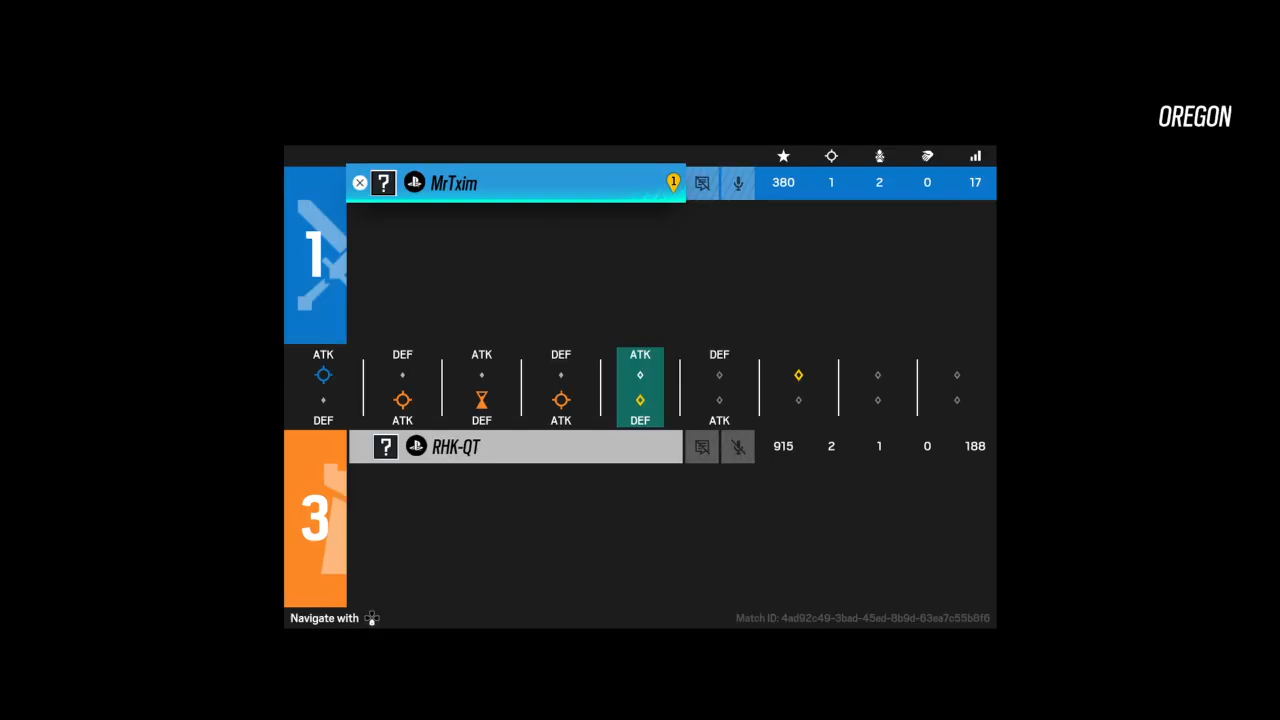 OREGON
? MrTxim 1 380 1 2 0 17
1
ATK DEF ATK DEF ATK DEF
DEF ATK DEF ATK DEF ATK
? RHK-QT 915 2 1 0 188
3
Navigate with
Match ID: 4ad92c49-3bad-45ed-8b9d-63ea7c55b8f6